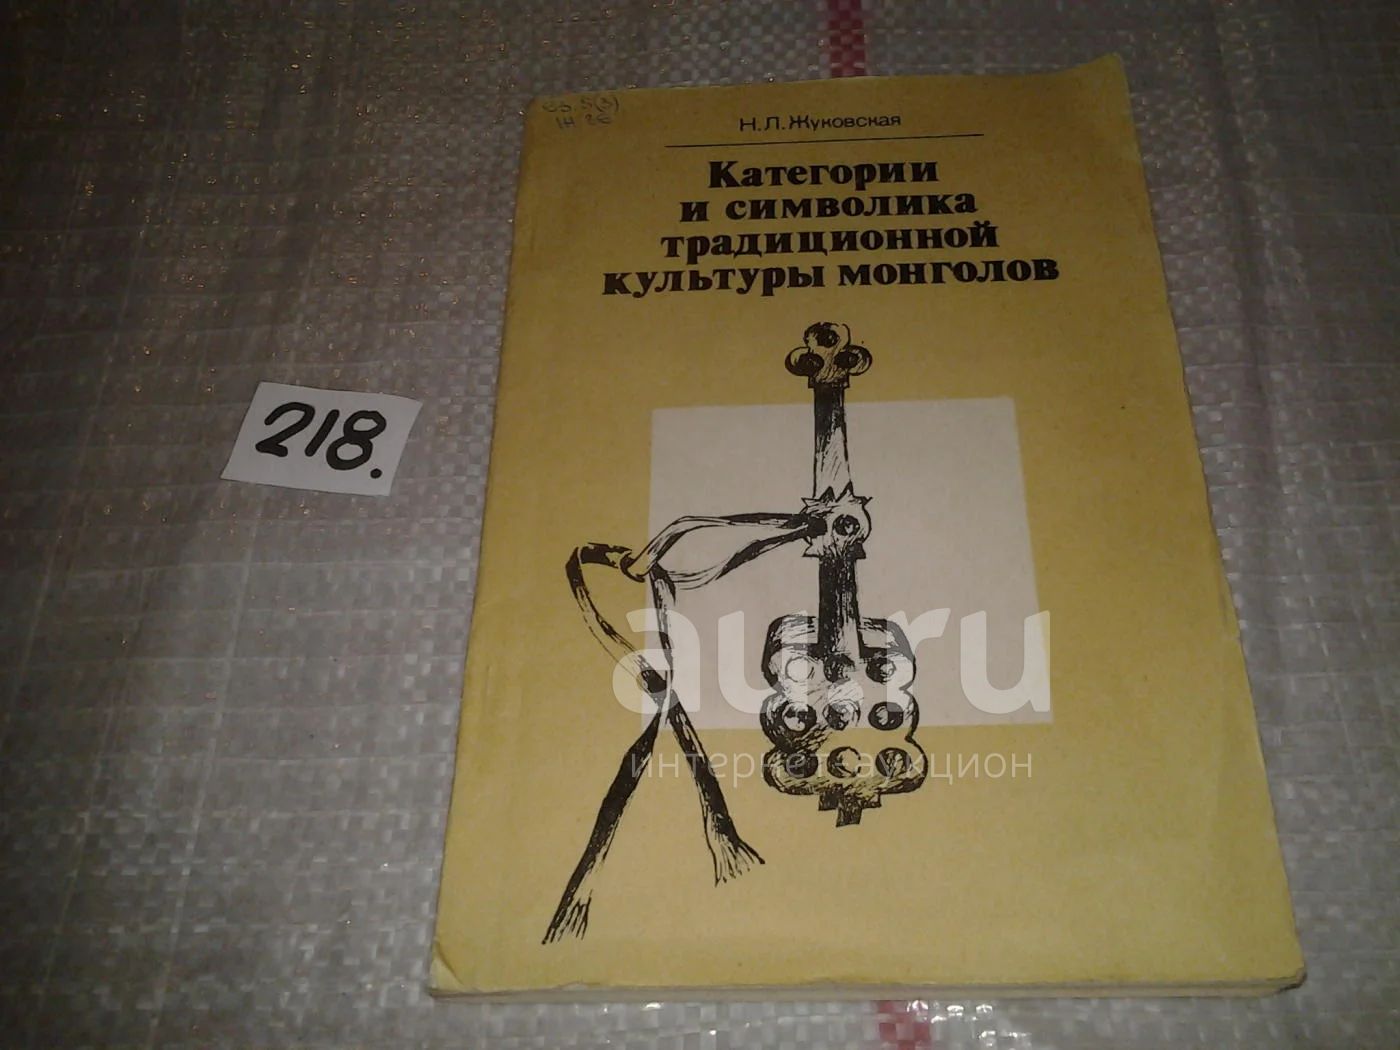 Н.Л.Жуковская
Категории
и символика
традиционной
культуры монголов
218.
au.ru
интернет-аукцион